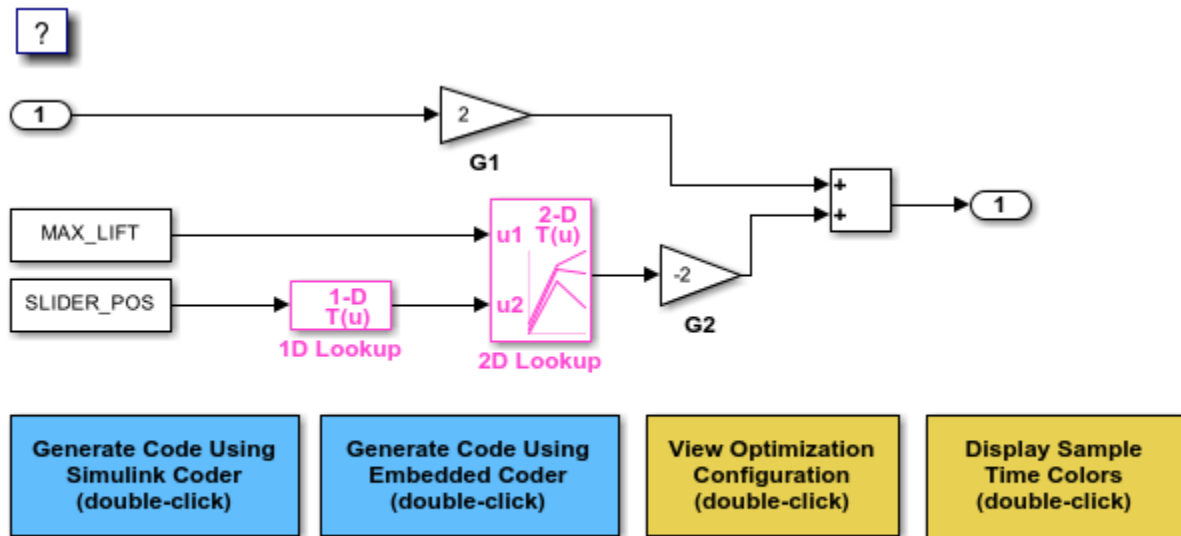 ?
1
2
G1
+
+
1
MAX_LIFT
SLIDER_POS
1-D
T(u)
1D Lookup
2-D
T(u)
u1
u2
2D Lookup
-2
G2
Generate Code Using
Simulink Coder
(double-click)
Generate Code Using
Embedded Coder
(double-click)
View Optimization
Configuration
(double-click)
Display Sample
Time Colors
(double-click)